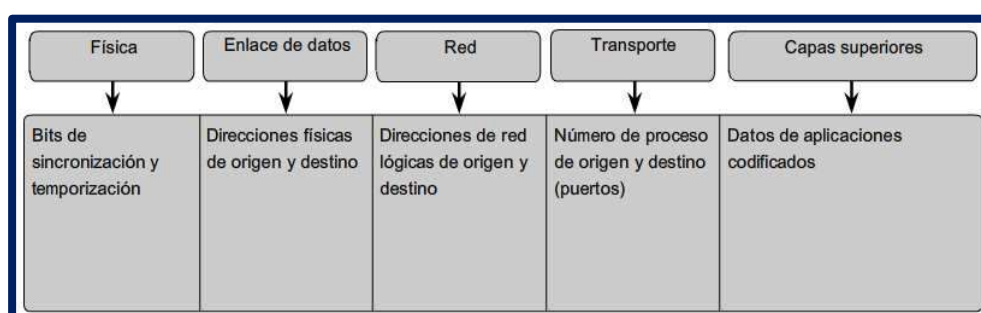 Física
Enlace de datos
Red
Transporte
Capas superiores
Bits de
sincronización y
temporización
Direcciones físicas
de origen y destino
Direcciones de red
lógicas de origen y
destino
Número de proceso
de origen y destino
(puertos)
Datos de aplicaciones
codificados